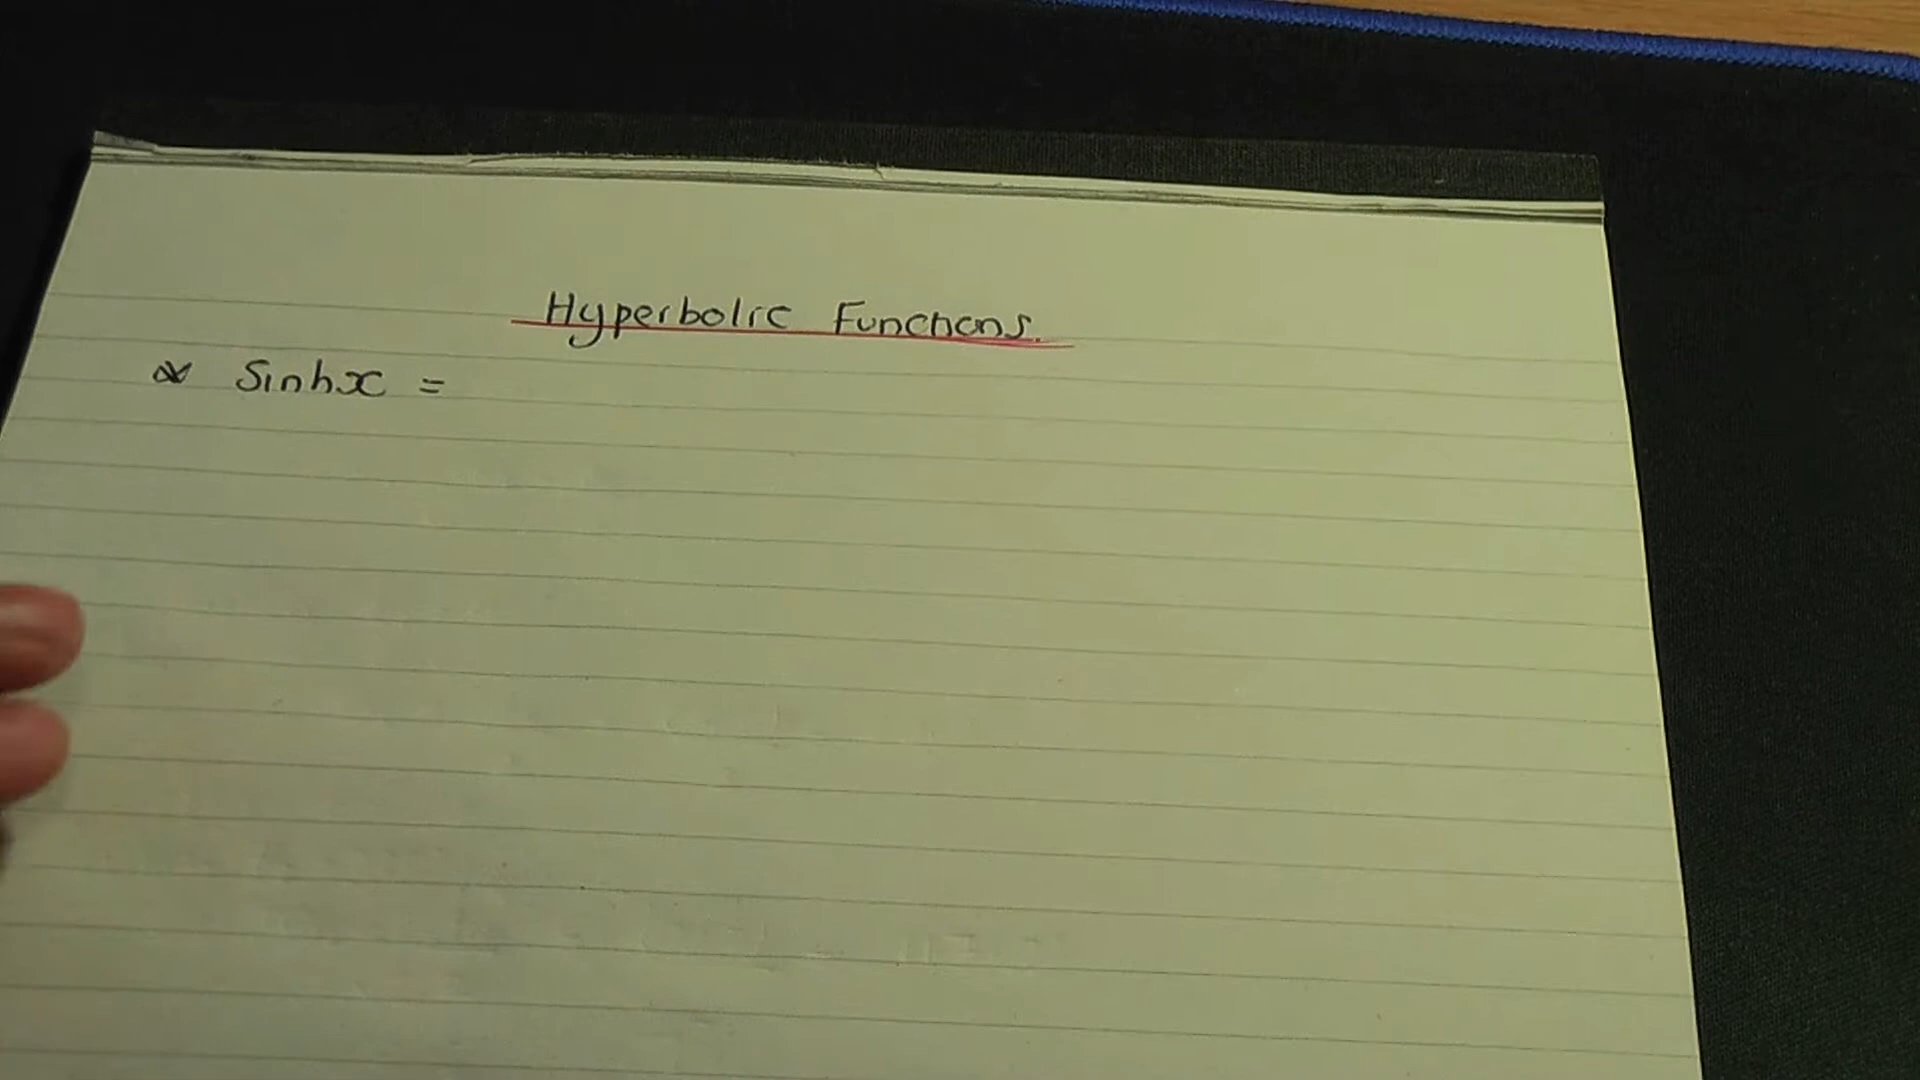 Hyperbolic Functions.
* Sinhx =